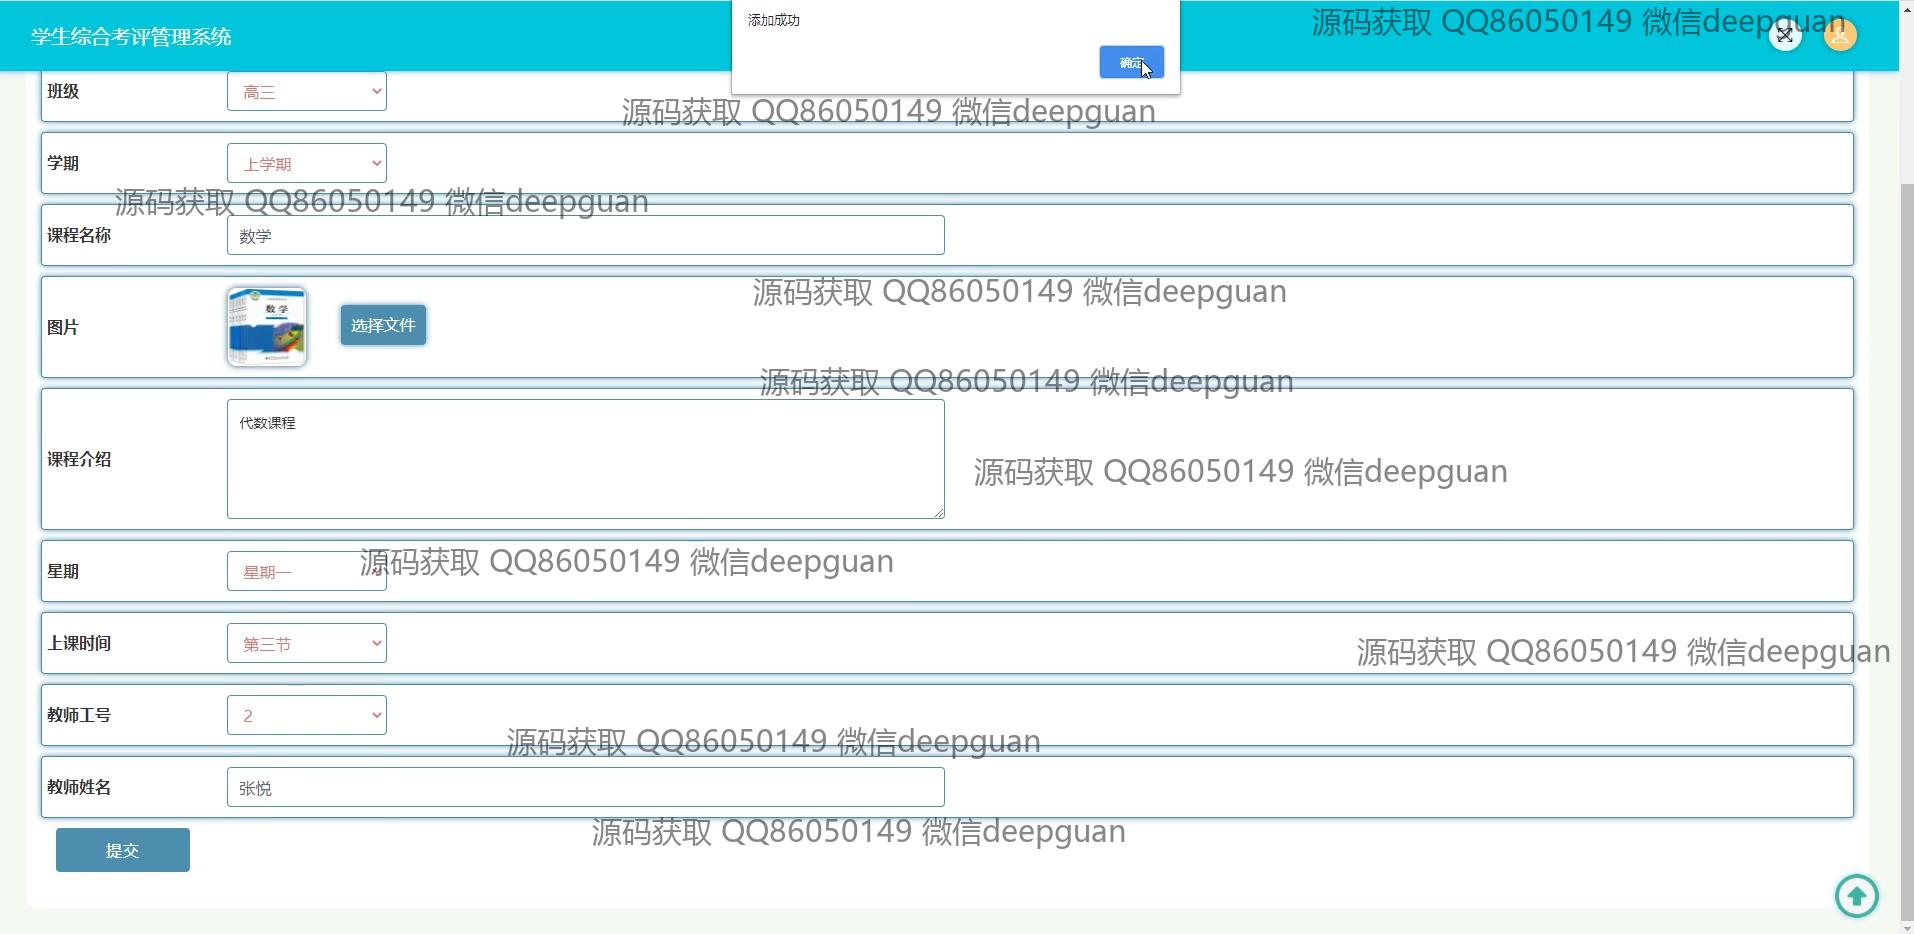 添加成功
源码获取 QQ86050149 微信deepguan
学生综合考评管理系统
确定
班级 高三
源码获取 QQ86050149 微信deepguan
学期 上学期
源码获取 QQ86050149 微信deepguan
课程名称 数学
源码获取 QQ86050149 微信deepguan
数学
图片 选择文件
源码获取 QQ86050149 微信deepguan
代数课程
课程介绍
源码获取 QQ86050149 微信deepguan
源码获取 QQ86050149 微信deepguan
星期 星期一
上课时间 第三节
源码获取 QQ86050149 微信deepguan
教师工号 2
源码获取 QQ86050149 微信deepguan
教师姓名 张悦
源码获取 QQ86050149 微信deepguan
提交